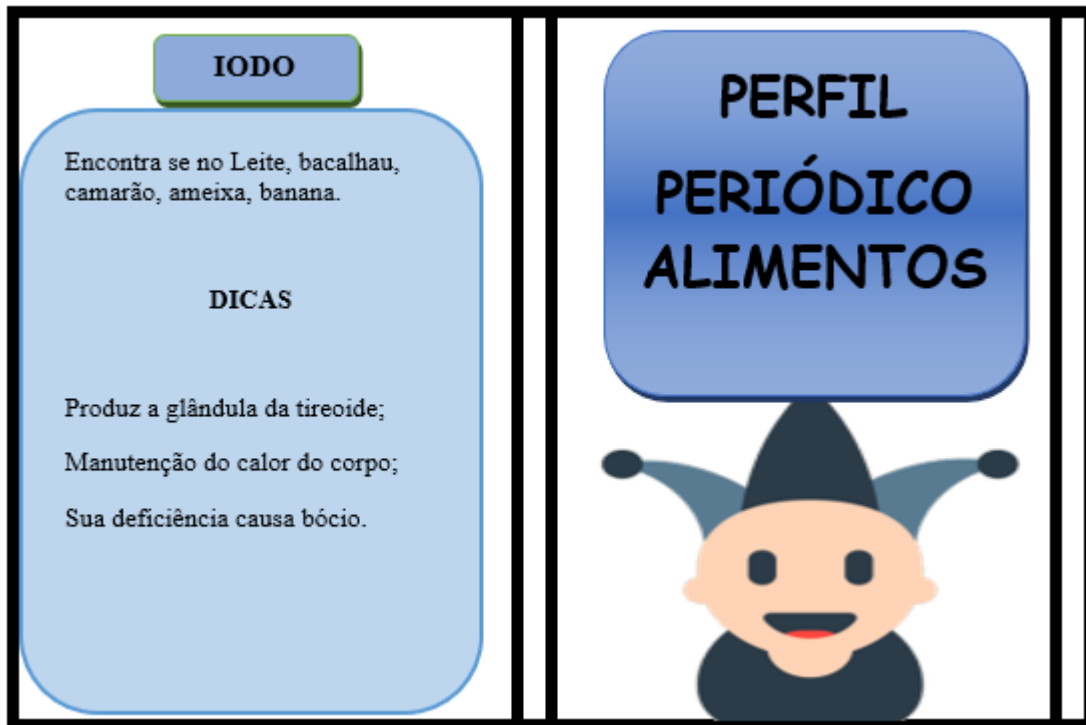 IODO
Encontra se no Leite, bacalhau,
camarão, ameixa, banana.
DICAS
Produz a glândula da tireoide;
Manutenção do calor do corpo;
Sua deficiência causa bócio.
PERFIL
PERIÓDICO
ALIMENTOS